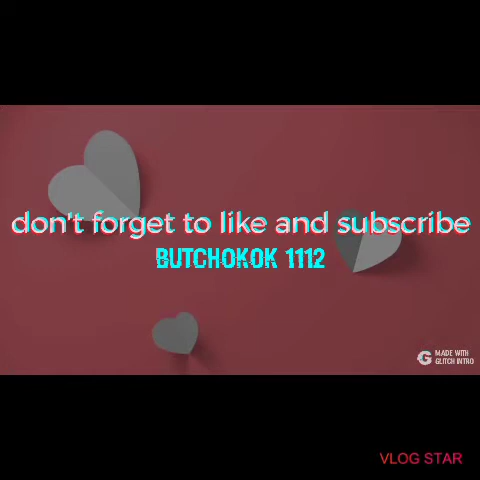 don't forget to like and subscribe
BUTCHOKOK 1112
MADE WITH
GLITCH INTRO
VLOG STAR